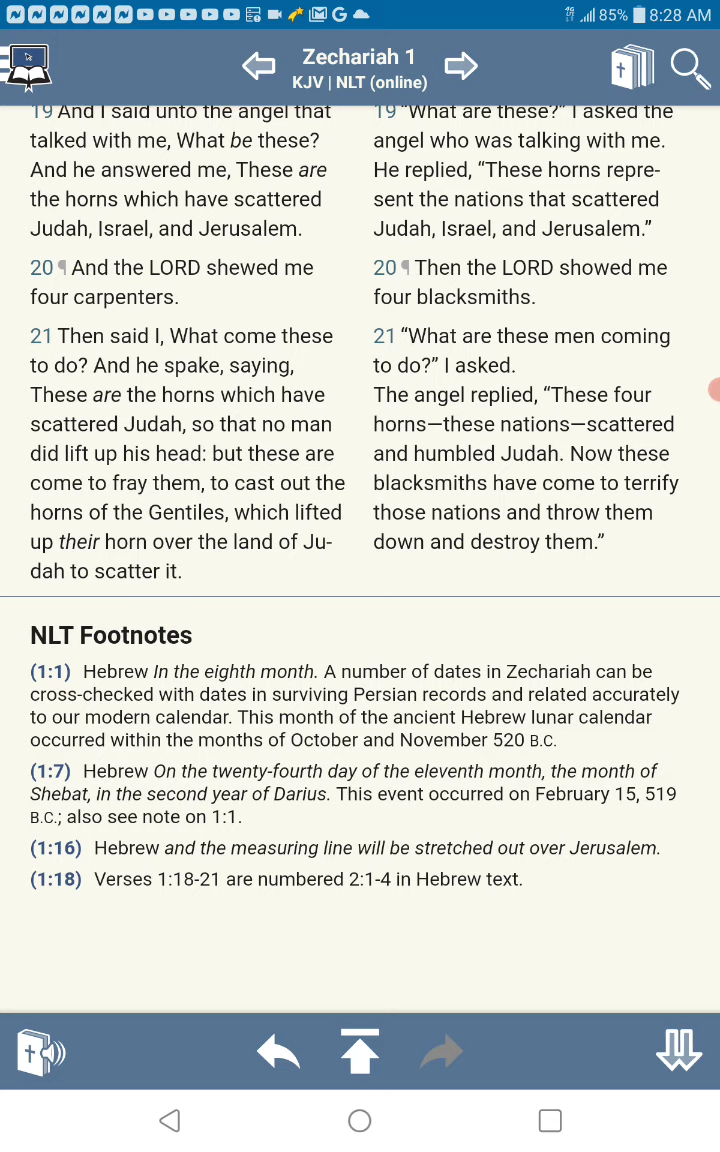 85% 8:28 AM
Zechariah 1
KJV | NLT (online)
19 And I said unto the angel that
talked with me, What be these?
And he answered me, These are
the horns which have scattered
Judah, Israel, and Jerusalem.
20 ¶ And the LORD shewed me
four carpenters.
21 Then said I, What come these
to do? And he spake, saying,
These are the horns which have
scattered Judah, so that no man
did lift up his head: but these are
come to fray them, to cast out the
horns of the Gentiles, which lifted
up their horn over the land of Ju-
dah to scatter it.
19 “What are these?” I asked the
angel who was talking with me.
He replied, “These horns repre-
sent the nations that scattered
Judah, Israel, and Jerusalem.”
20 ¶ Then the LORD showed me
four blacksmiths.
21 “What are these men coming
to do?” I asked.
The angel replied, “These four
horns—these nations—scattered
and humbled Judah. Now these
blacksmiths have come to terrify
those nations and throw them
down and destroy them.”
NLT Footnotes
(1:1) Hebrew In the eighth month. A number of dates in Zechariah can be
cross-checked with dates in surviving Persian records and related accurately
to our modern calendar. This month of the ancient Hebrew lunar calendar
occurred within the months of October and November 520 B.C.
(1:7) Hebrew On the twenty-fourth day of the eleventh month, the month of
Shebat, in the second year of Darius. This event occurred on February 15, 519
B.C.; also see note on 1:1.
(1:16) Hebrew and the measuring line will be stretched out over Jerusalem.
(1:18) Verses 1:18-21 are numbered 2:1-4 in Hebrew text.